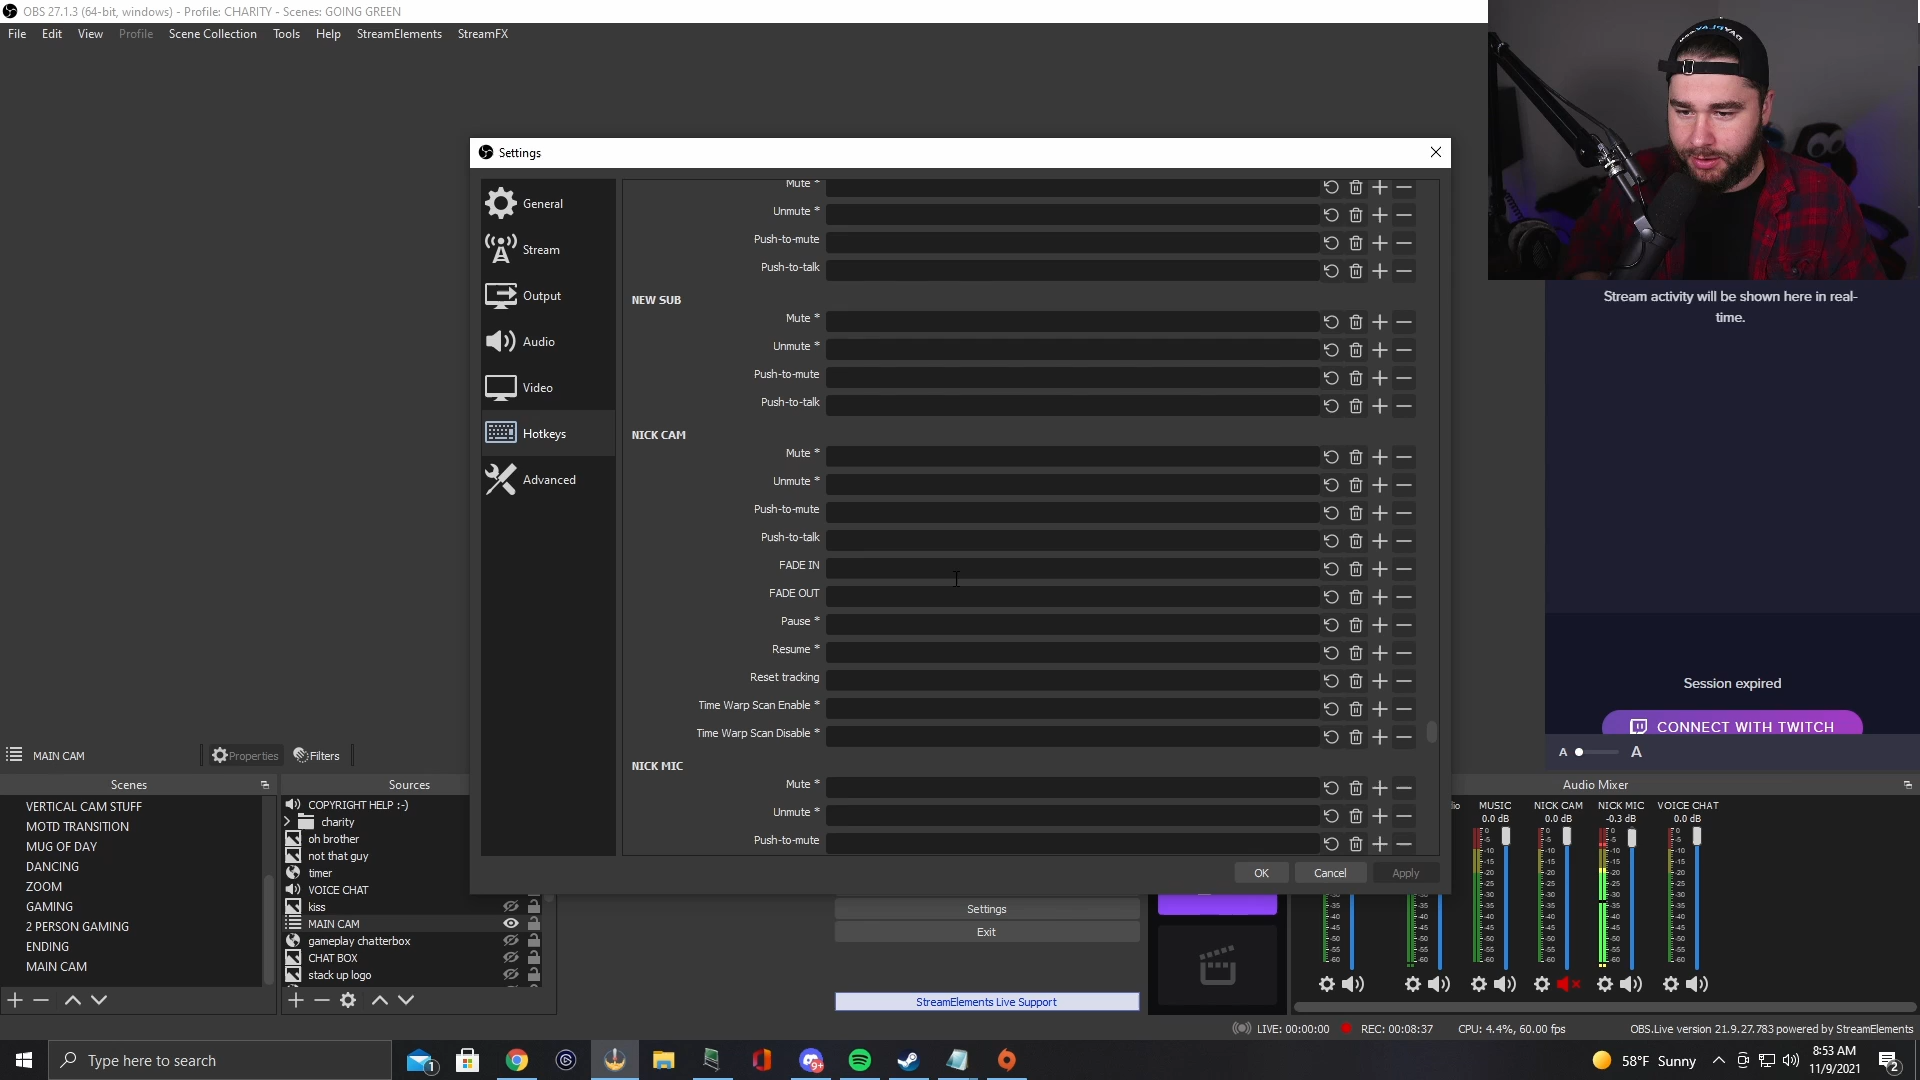 OBS 27.1.3 (64-bit, windows) - Profile: CHARITY - Scenes: GOING GREEN
File Edit View Profile Scene Collection Tools Help StreamElements StreamFX
Settings
General
Stream
Output
Audio
Video
Hotkeys
Advanced
Mute *
Unmute *
Push-to-mute
Push-to-talk
NEW SUB
Mute *
Unmute *
Push-to-mute
Push-to-talk
NICK CAM
Mute *
Unmute *
Push-to-mute
Push-to-talk
FADE IN
FADE OUT
Pause *
Resume *
Reset tracking
Time Warp Scan Enable *
Time Warp Scan Disable *
NICK MIC
Mute *
Unmute *
Push-to-mute
OK Cancel Apply
Stream activity will be shown here in real-
time.
Session expired
CONNECT WITH TWITCH
A A
MAIN CAM Properties Filters
Scenes
VERTICAL CAM STUFF
MOTD TRANSITION
MUG OF DAY
DANCING
ZOOM
GAMING
2 PERSON GAMING
ENDING
MAIN CAM
Sources
COPYRIGHT HELP :-)
charity
oh brother
not that guy
timer
VOICE CHAT
kiss
MAIN CAM
gameplay chatterbox
CHAT BOX
stack up logo
Settings
Exit
StreamElements Live Support
Audio Mixer
MUSIC NICK CAM NICK MIC VOICE CHAT
0.0 dB 0.0 dB -0.3 dB 0.0 dB
LIVE: 00:00:00 REC: 00:08:37 CPU: 4.4%, 60.00 fps OBS.Live version 21.9.27.783 powered by StreamElements
Type here to search
1
9+
58°F Sunny
8:53 AM
11/9/2021
2